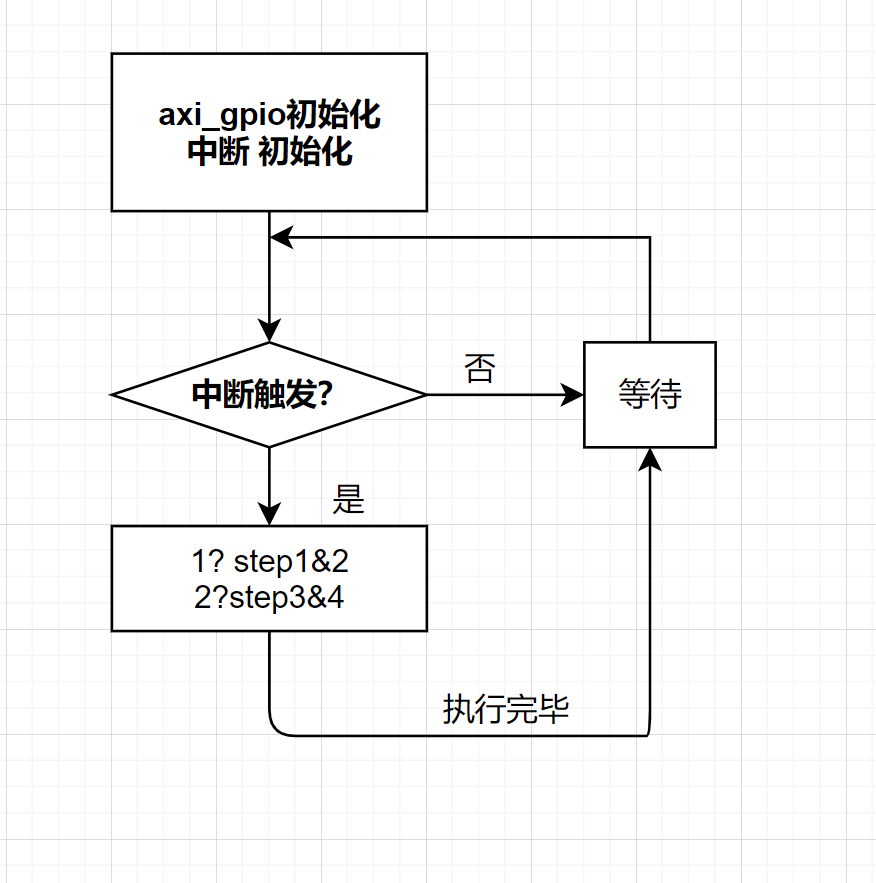 axi_gpio初始化
中断 初始化
中断触发?
否
等待
是
1? step1&2
2?step3&4
执行完毕